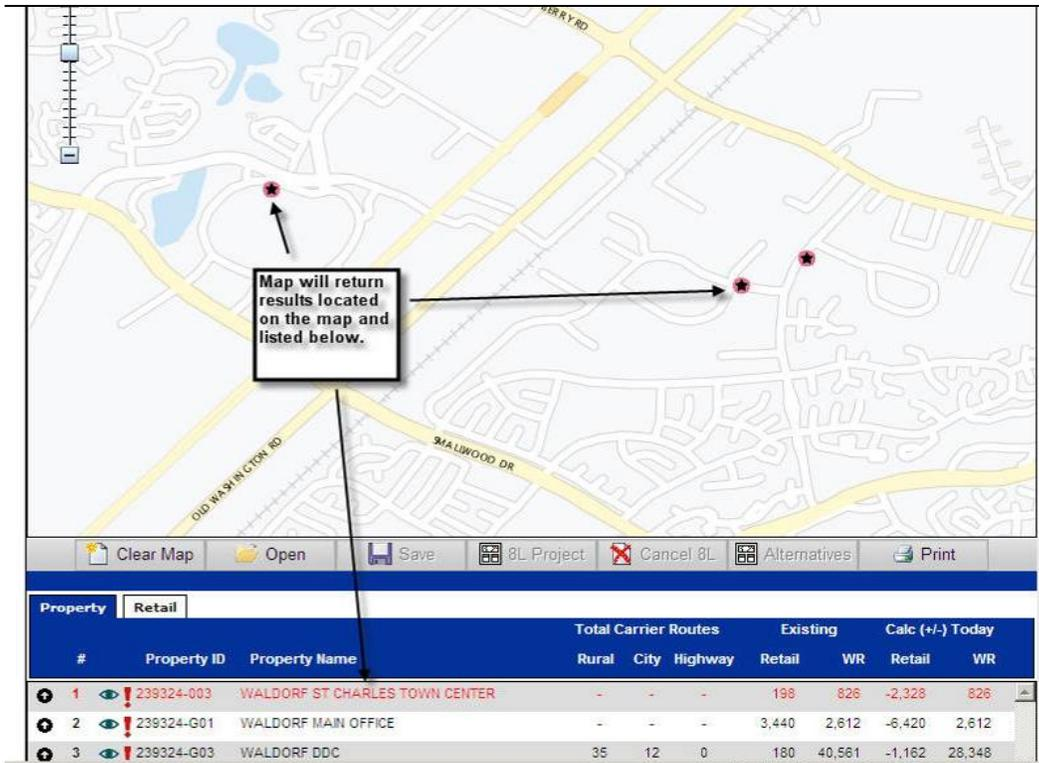 Map will return
results located
on the map and
listed below.
SMALLWOOD DR
OLD WASHINGTON RD
Clear Map Open Save 8L Project Cancel 8L Alternatives Print
Property Retail
Total Carrier Routes Existing Calc (+/-) Today
# Property ID Property Name Rural City Highway Retail WR Retail WR
1 239324-003 WALDORF ST CHARLES TOWN CENTER - - - 198 826 -2,328 826
2 239324-G01 WALDORF MAIN OFFICE - - - 3,440 2,612 -6,420 2,612
3 239324-G03 WALDORF DDC 35 12 0 180 40,561 -1,162 28,348